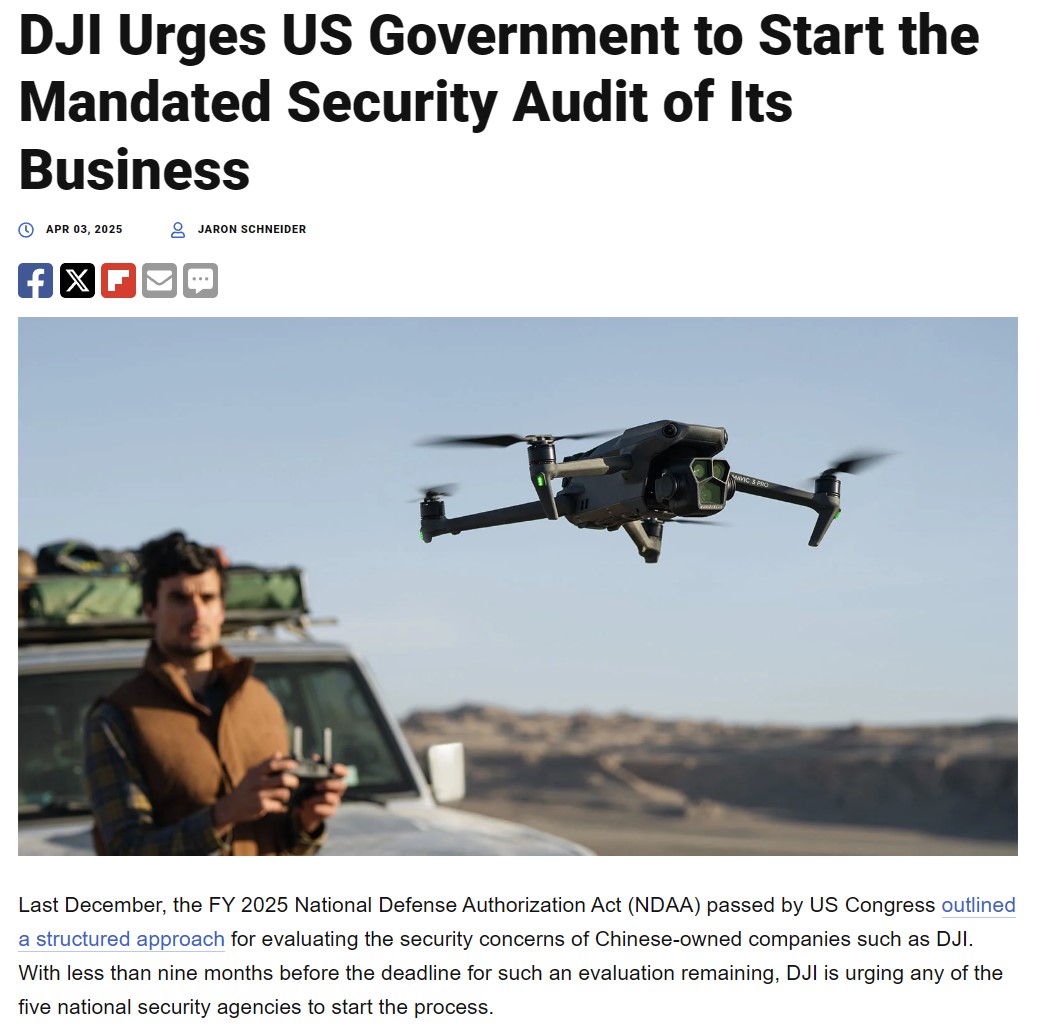 DJI Urges US Government to Start the
Mandated Security Audit of Its
Business
APR 03, 2025 JARON SCHNEIDER
MAVIC 3 PRO
Last December, the FY 2025 National Defense Authorization Act (NDAA) passed by US Congress outlined
a structured approach for evaluating the security concerns of Chinese-owned companies such as DJI.
With less than nine months before the deadline for such an evaluation remaining, DJI is urging any of the
five national security agencies to start the process.